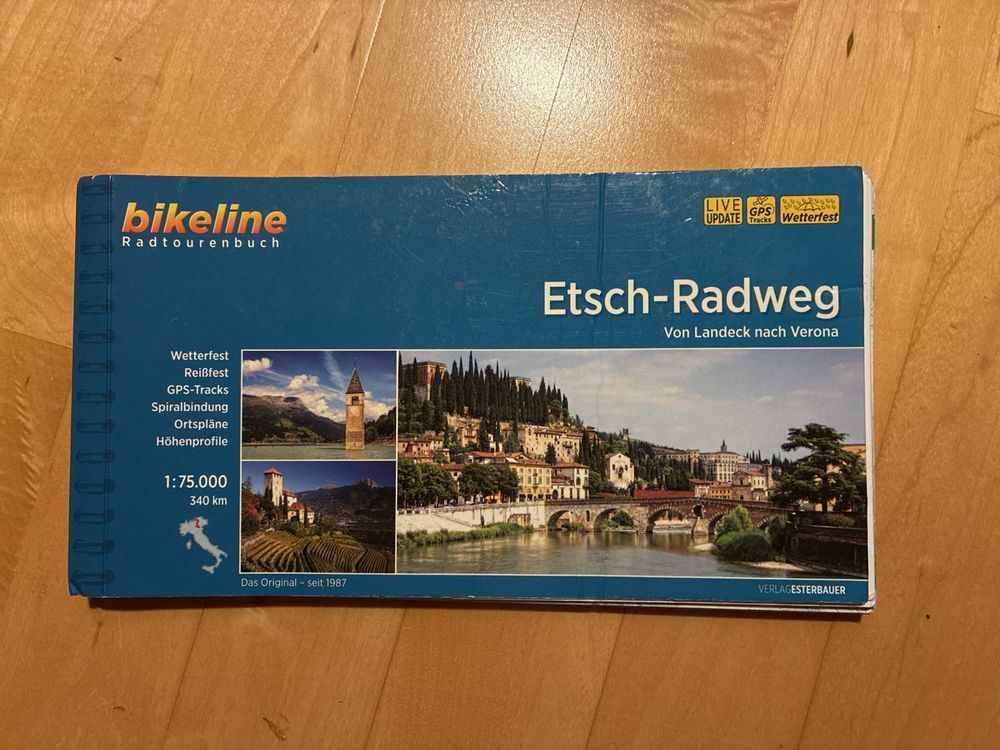 bikeline
Radtourenbuch
LIVE
UPDATE
GPS
Tracks
Wetterfest
Etsch-Radweg
Von Landeck nach Verona
Wetterfest
Reißfest
GPS-Tracks
Spiralbindung
Ortspläne
Höhenprofile
1:75.000
340 km
Das Original – seit 1987
VERLAGESTERBAUER